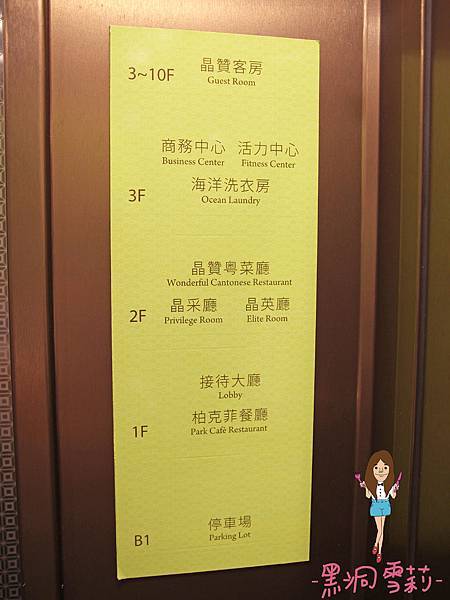 3~10F 晶贊客房
Guest Room
商務中心 活力中心
Business Center Fitness Center
3F 海洋洗衣房
Ocean Laundry
晶贊粵菜廳
Wonderful Cantonese Restaurant
2F 晶采廳 晶英廳
Privilege Room Elite Room
接待大廳
Lobby
1F 柏克菲餐廳
Park Café Restaurant
B1 停車場
Parking Lot
-黑洞雪莉-